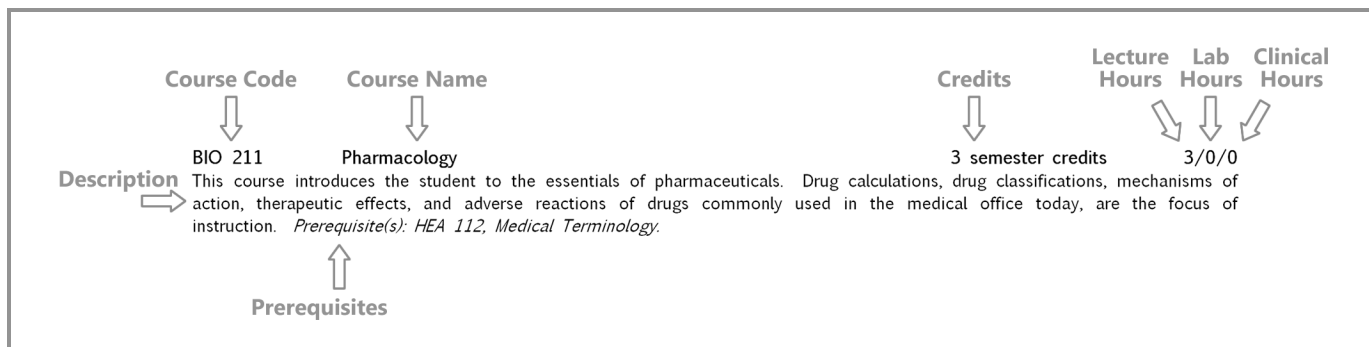 Lecture Hours
Lab Hours
Clinical Hours
Course Code
Course Name
Credits
BIO 211 Pharmacology 3 semester credits 3/0/0
Description
This course introduces the student to the essentials of pharmaceuticals. Drug calculations, drug classifications, mechanisms of
action, therapeutic effects, and adverse reactions of drugs commonly used in the medical office today, are the focus of
instruction. Prerequisite(s): HEA 112, Medical Terminology.
Prerequisites